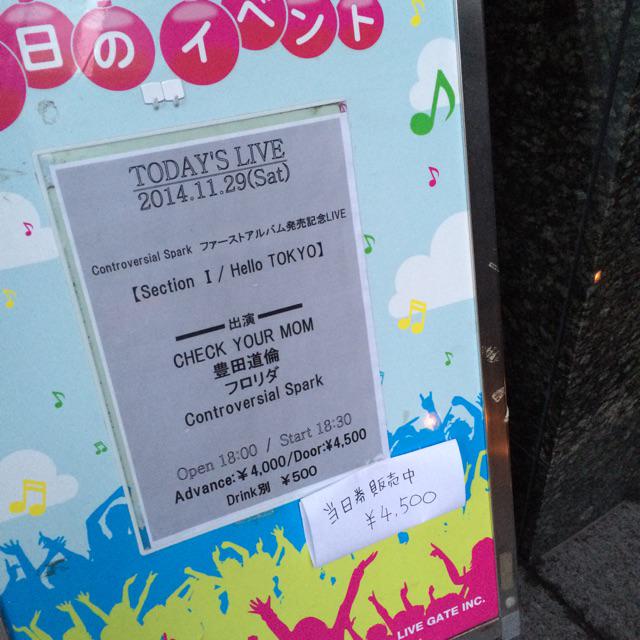 日のイベント
TODAY'S LIVE
2014.11.29(Sat)
Controversial Spark ファーストアルバム発売記念LIVE
【Section Ⅰ/ Hello TOKYO】
出演
CHECK YOUR MOM
豊田道倫
フロリダ
Controversial Spark
Open 18:00 / Start 18:30
Advance:¥4,000/Door:¥4,500
Drink別 ¥500
当日券販売中
¥4,500
LIVE GATE INC.